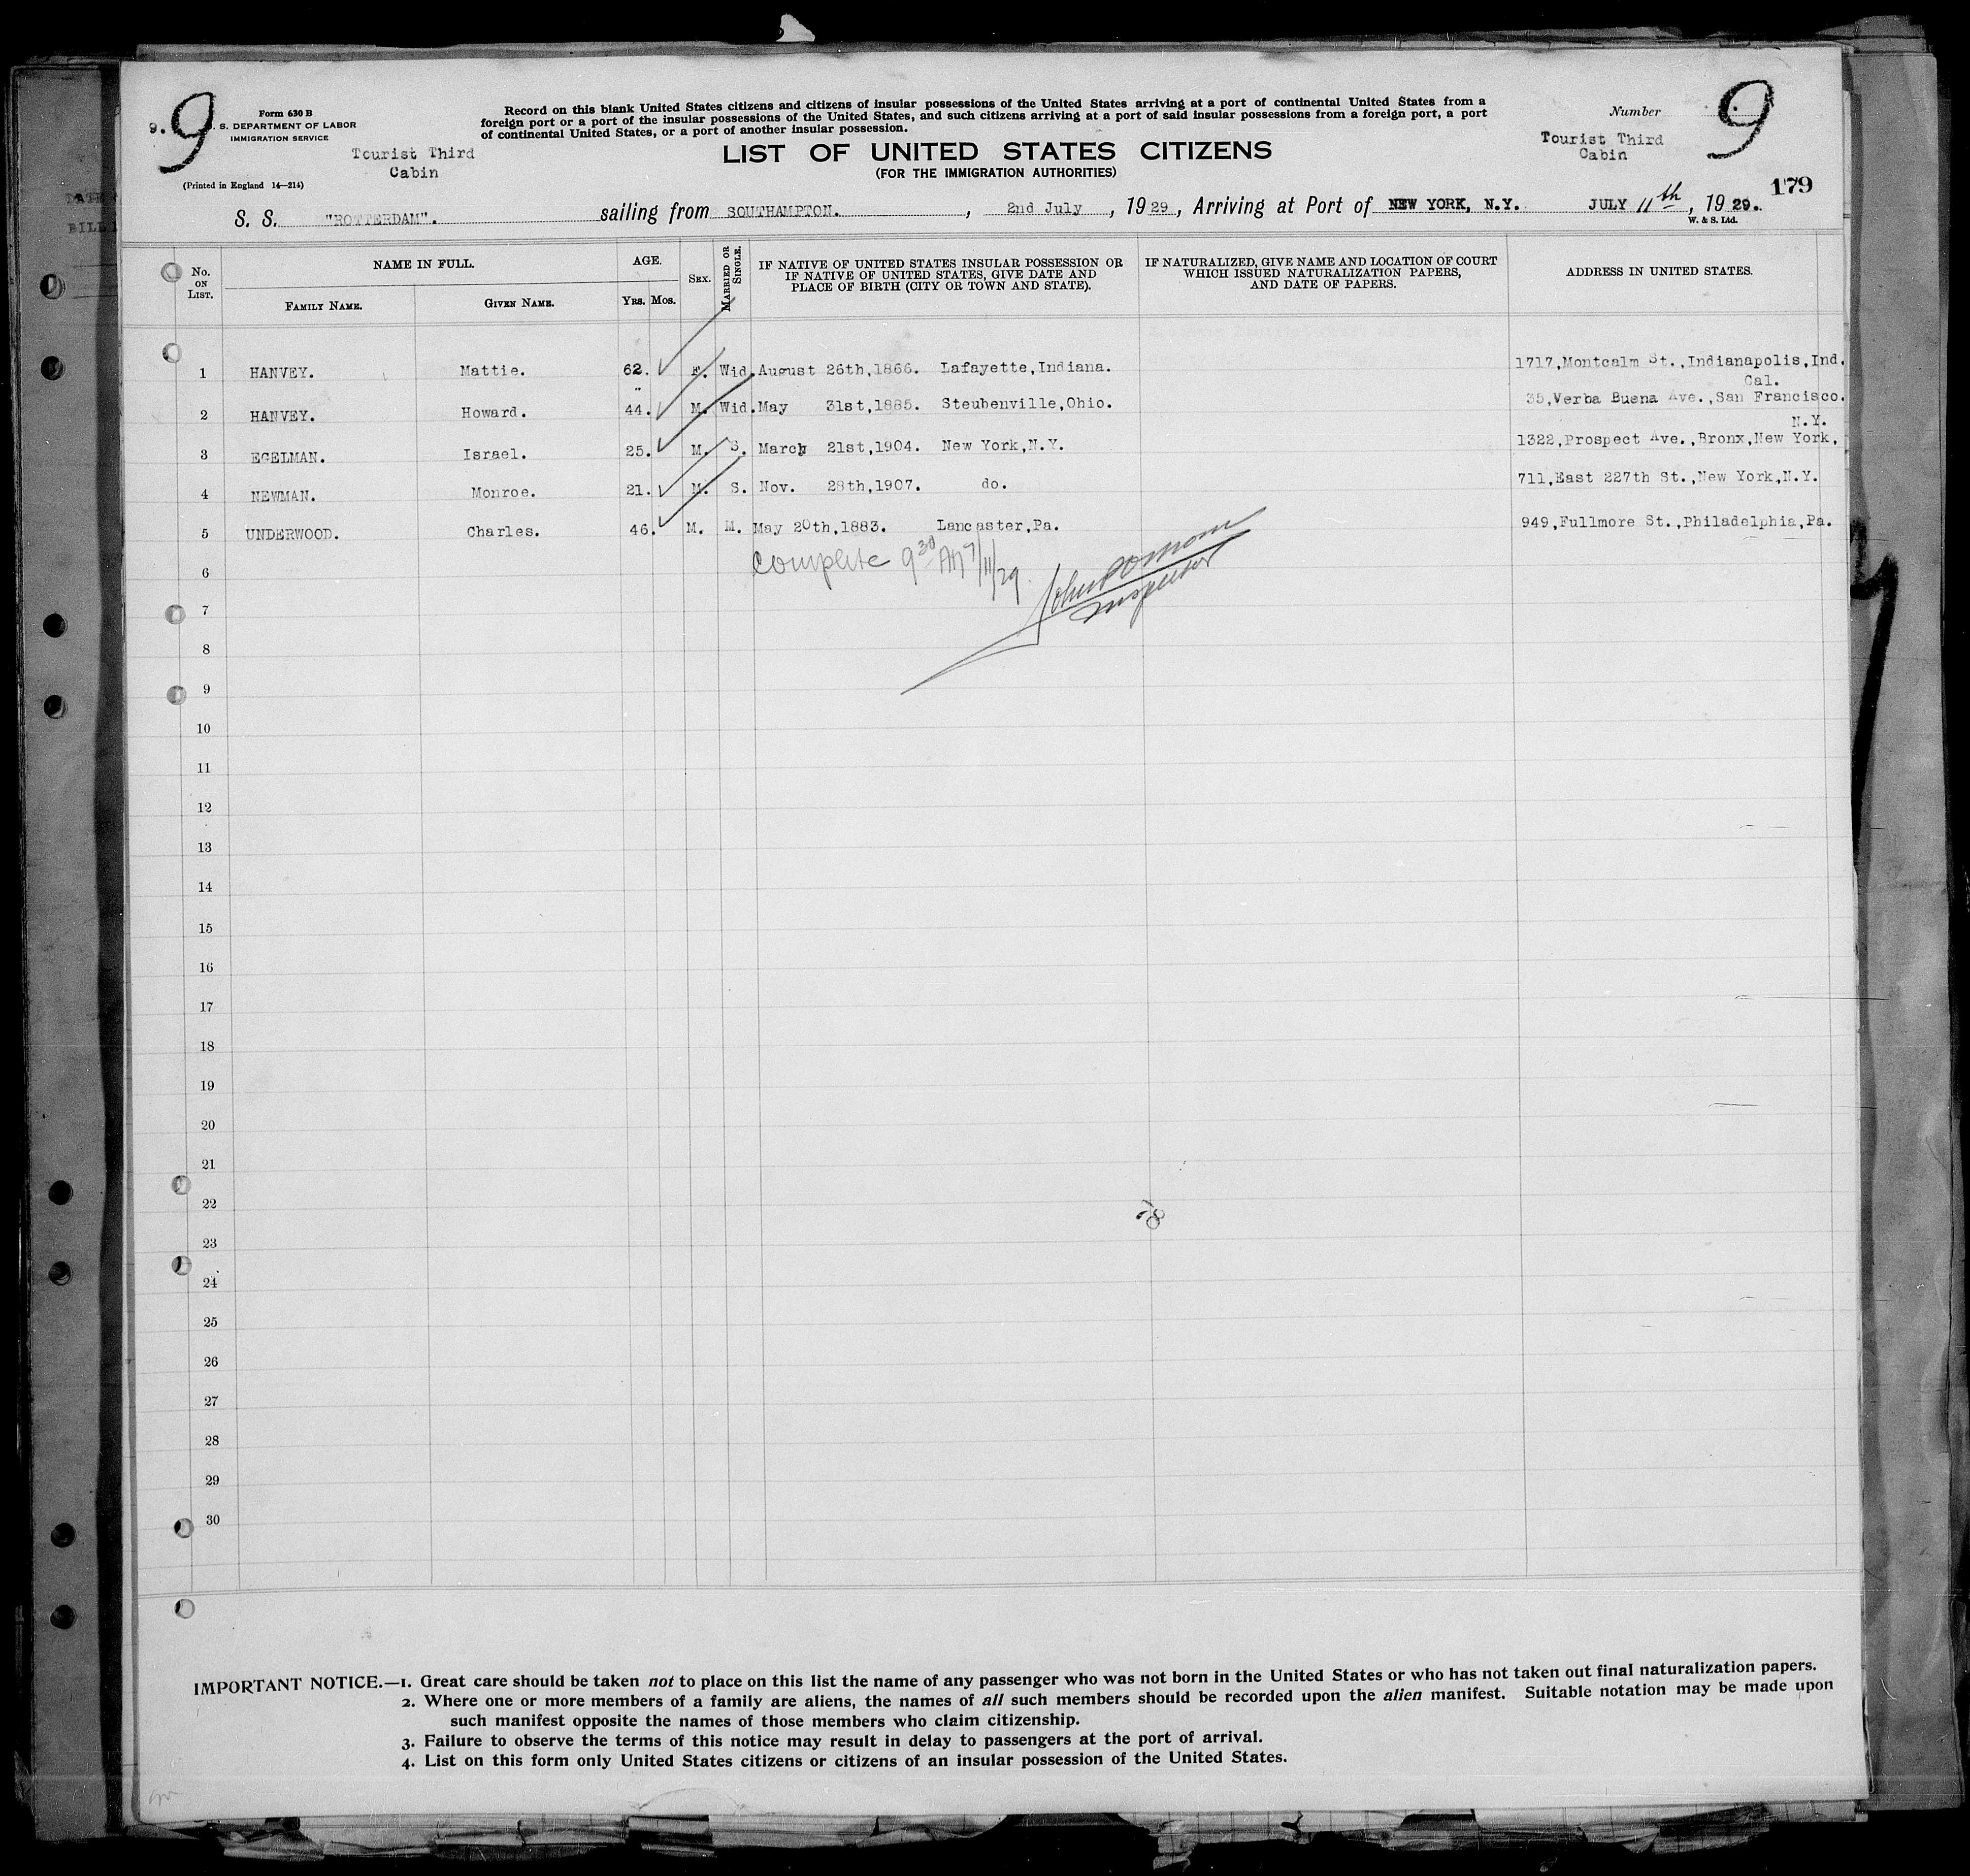 9. 9
Form 630 B
S. DEPARTMENT OF LABOR
IMMIGRATION SERVICE
Tourist Third
Cabin
(Printed in England 14—214)
Record on this blank United States citizens and citizens of insular possessions of the United States arriving at a port of continental United States from a
foreign port or a port of the insular possessions of the United States, and such citizens arriving at a port of said insular possessions from a foreign port, a port
of continental United States, or a port of another insular possession.
LIST OF UNITED STATES CITIZENS
(FOR THE IMMIGRATION AUTHORITIES)
Number 9
Tourist Third
Cabin
179
S. S. "ROTTERDAM". sailing from SOUTHAMPTON. , 2nd July , 1929, Arriving at Port of NEW YORK, N.Y. JULY 11th, 1929.
W. & S. Ltd.
No. ON LIST.
NAME IN FULL.
FAMILY NAME. GIVEN NAME.
AGE.
YRS. MOS.
SEX.
MARRIED OR SINGLE.
IF NATIVE OF UNITED STATES INSULAR POSSESSION OR
IF NATIVE OF UNITED STATES, GIVE DATE AND
PLACE OF BIRTH (CITY OR TOWN AND STATE).
IF NATURALIZED, GIVE NAME AND LOCATION OF COURT
WHICH ISSUED NATURALIZATION PAPERS,
AND DATE OF PAPERS.
ADDRESS IN UNITED STATES.
1 HANVEY. Mattie. 62. F. Wid. August 26th,1866. Lafayette,Indiana. 1717,Montcalm St.,Indianapolis,Ind.
Cal.
2 HANVEY. Howard. 44. M. Wid. May 31st,1885. Steubenville,Ohio. 35,Verba Buena Ave.,San Francisco.
N.Y.
3 EGELMAN. Israel. 25. M. S. March 21st,1904. New York,N.Y. 1322,Prospect Ave.,Bronx,New York,
4 NEWMAN. Monroe. 21. M. S. Nov. 28th,1907. do. 711,East 227th St.,New York,N.Y.
5 UNDERWOOD. Charles. 46. M. M. May 20th,1883. Lancaster,Pa. 949,Fullmore St.,Philadelphia,Pa.
Complete 9 30 AM 7/11/29
John
Inspector
6
7
8
9
10
11
12
13
14
15
16
17
18
19
20
21
22
23
24
25
26
27
28
29
30
IMPORTANT NOTICE.—1. Great care should be taken not to place on this list the name of any passenger who was not born in the United States or who has not taken out final naturalization papers.
2. Where one or more members of a family are aliens, the names of all such members should be recorded upon the alien manifest. Suitable notation may be made upon
such manifest opposite the names of those members who claim citizenship.
3. Failure to observe the terms of this notice may result in delay to passengers at the port of arrival.
4. List on this form only United States citizens or citizens of an insular possession of the United States.